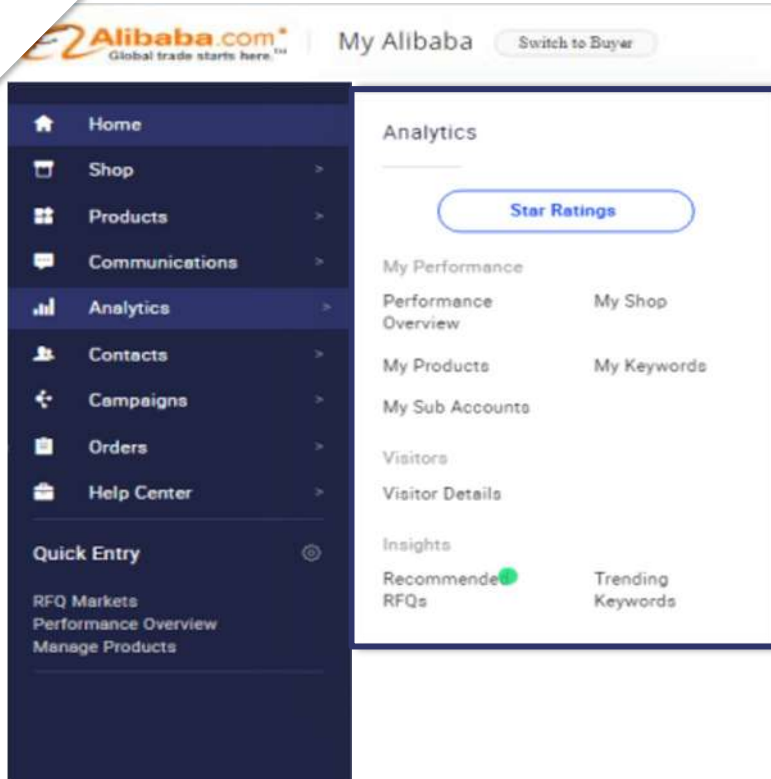 Alibaba.com
Global trade starts here.™
My Alibaba
Switch to Buyer
Home
Shop >
Products >
Communications >
Analytics >
Contacts >
Campaigns >
Orders >
Help Center >
Quick Entry
RFQ Markets
Performance Overview
Manage Products
Analytics
Star Ratings
My Performance
Performance
Overview
My Shop
My Products
My Keywords
My Sub Accounts
Visitors
Visitor Details
Insights
Recommended
RFQs
Trending
Keywords